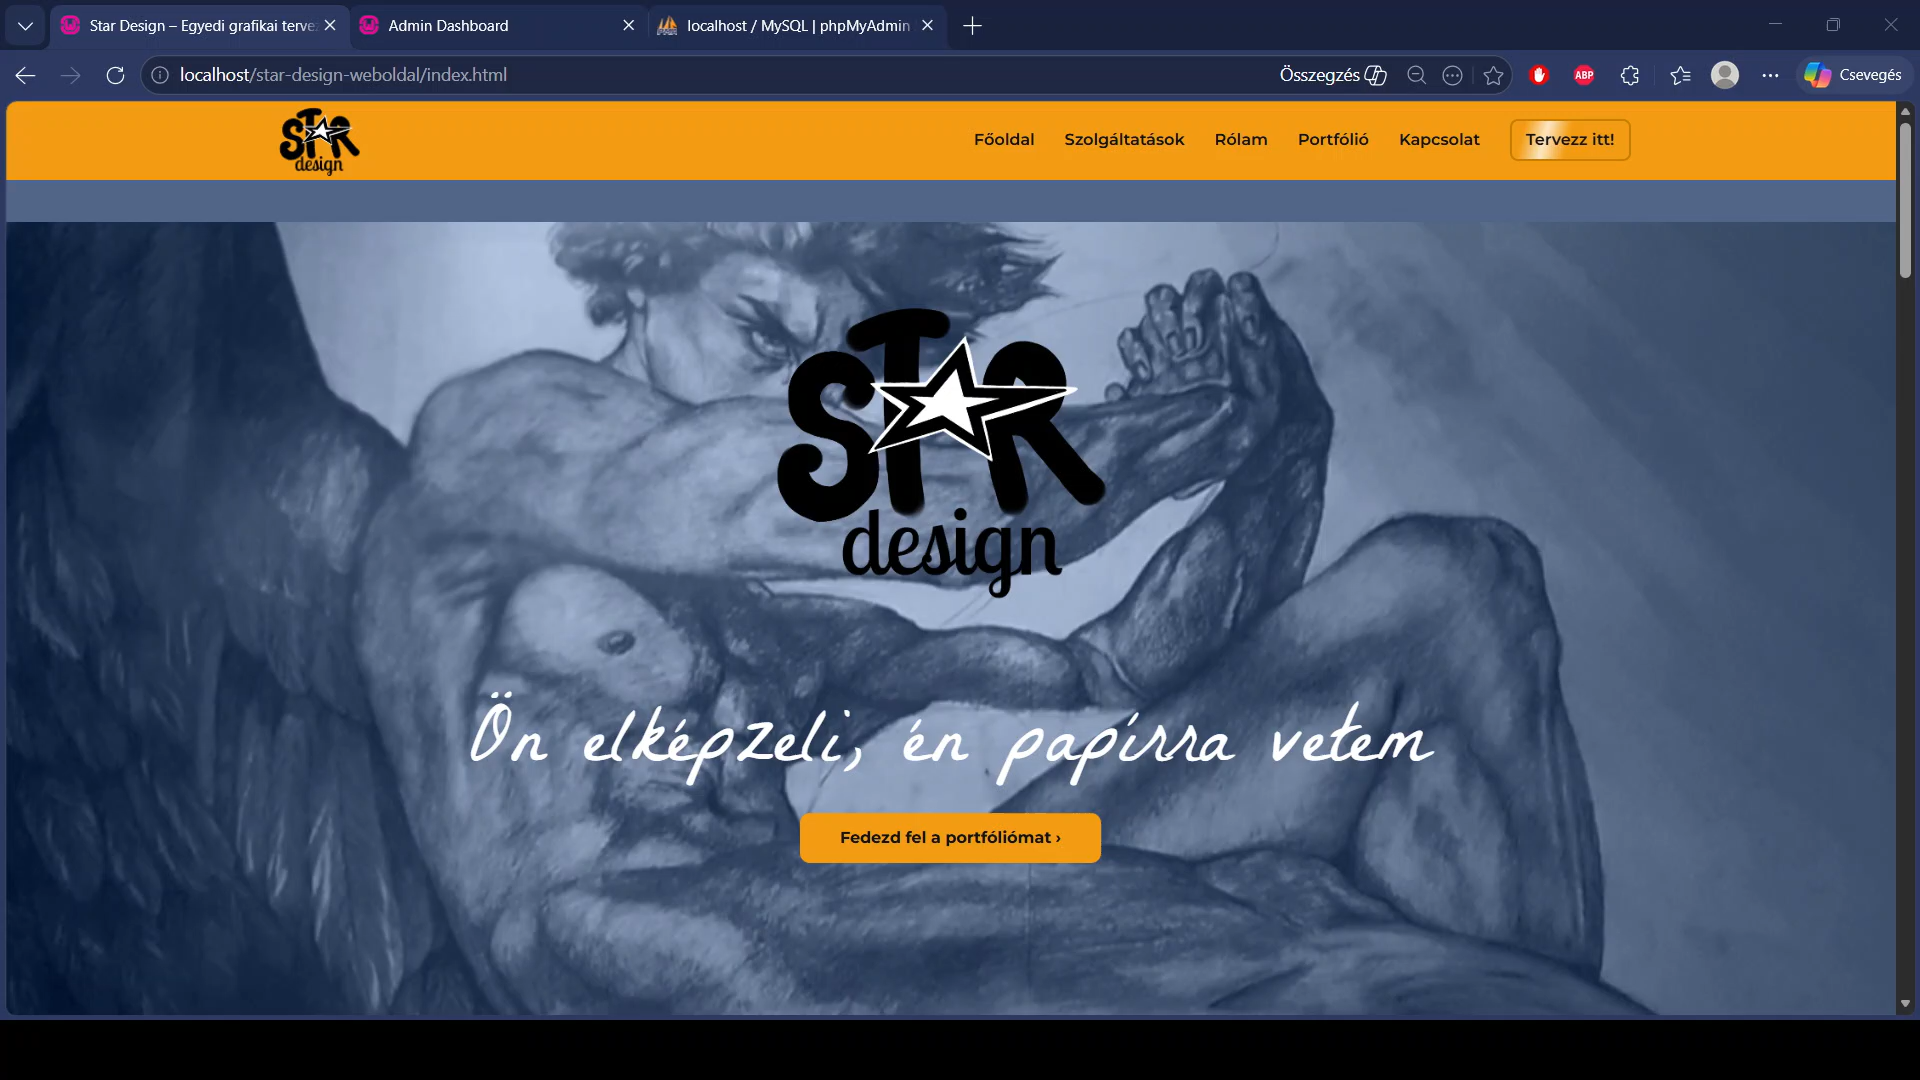 Star Design – Egyedi grafikai terve
Admin Dashboard
localhost / MySQL | phpMyAdmin
localhost/star-design-weboldal/index.html
Összegzés
ABP
Csevegés
STAR
design
Főoldal
Szolgáltatások
Rólam
Portfólió
Kapcsolat
Tervezz itt!
STAR
design
Ön elképzeli, én papírra vetem
Fedezd fel a portfóliómat ›